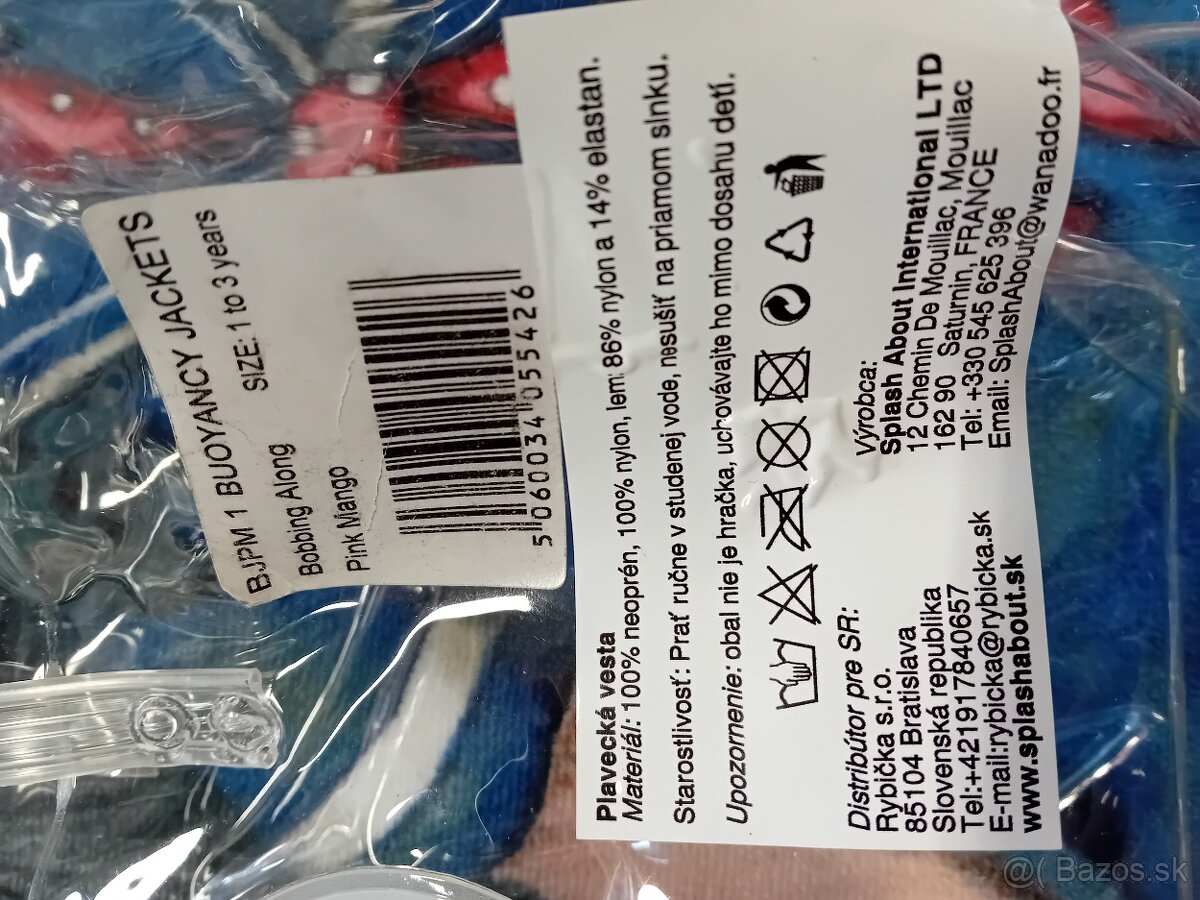 BJPM 1 BUOYANCY JACKETS
SIZE: 1 to 3 years
Bobbing Along
Pink Mango
5 060034 055426
Plavecká vesta
Materiál: 100% neoprén, 100% nylon, lem: 86% nylon a 14% elastan.
Starostlivosť: Prať ručne v studenej vode, nesušiť na priamom slnku.
Upozornenie: obal nie je hračka, uchovávajte ho mimo dosahu detí.
Distribútor pre SR:
Rybička s.r.o.
85104 Bratislava
Slovenská republika
Tel:+421917840657
E-mail:rybicka@rybicka.sk
www.splashabout.sk
Výrobca:
Splash About International LTD
12 Chemin De Mouillac, Mouillac
162 90 Saturnin, FRANCE
Tel: +330 545 625 396
Email: SplashAbout@wanadoo.fr
@( Bazos.sk